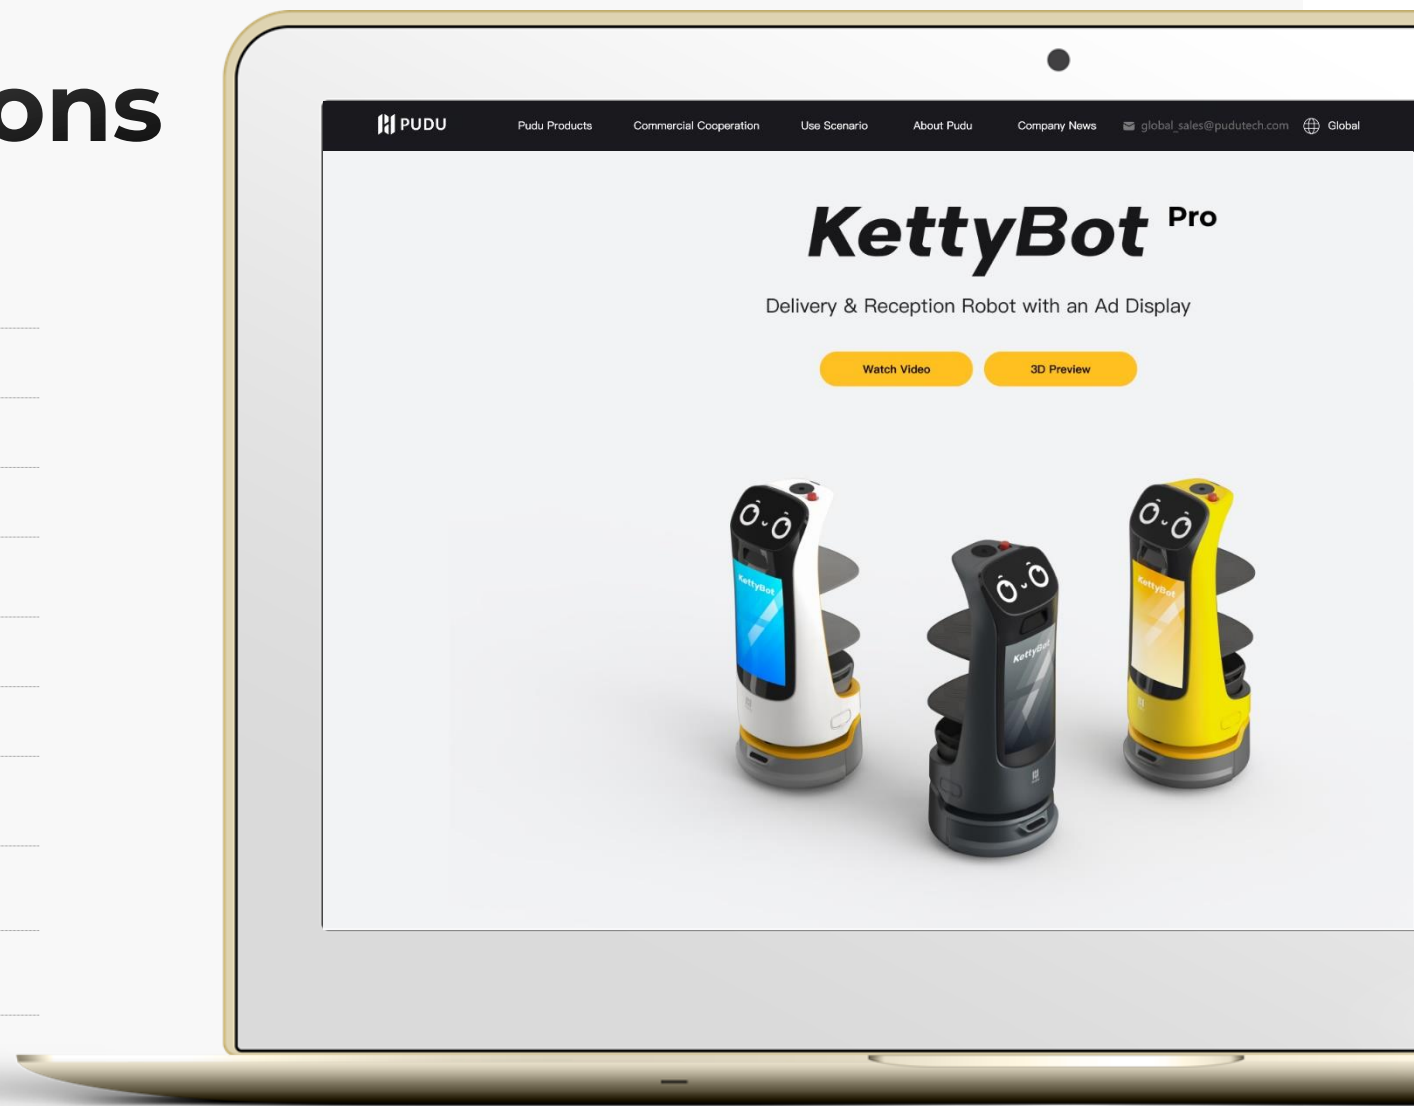 ons
PUDU
Pudu Products
Commercial Cooperation
Use Scenario
About Pudu
Company News
global_sales@pudutech.com
Global
KettyBot Pro
Delivery & Reception Robot with an Ad Display
Watch Video
3D Preview
KettyBot
KettyBot
KettyBot